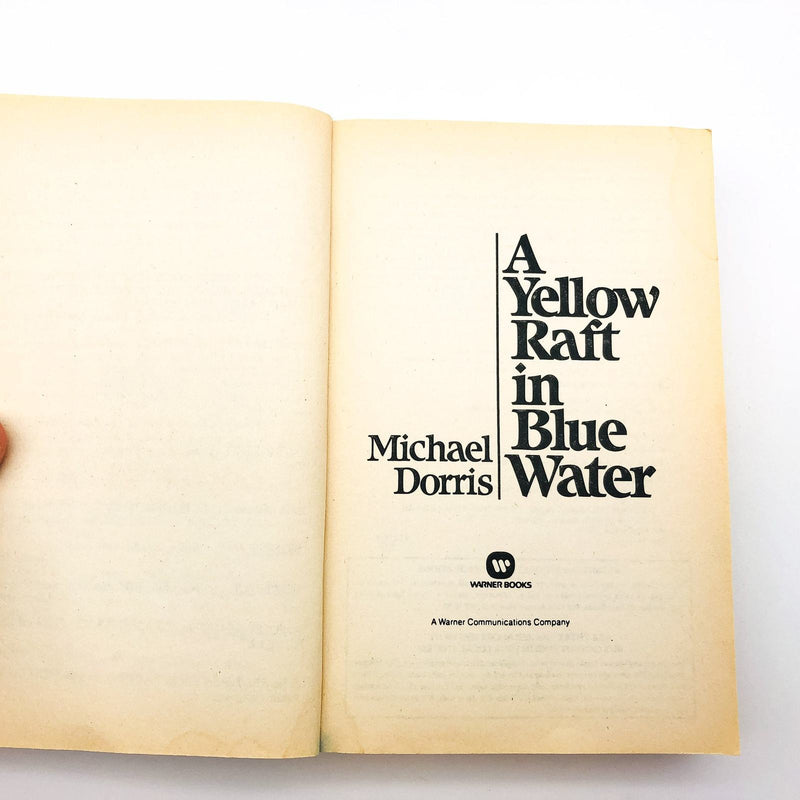 A
Yellow
Raft
in
Blue
Water
Michael
Dorris
WARNER BOOKS
A Warner Communications Company